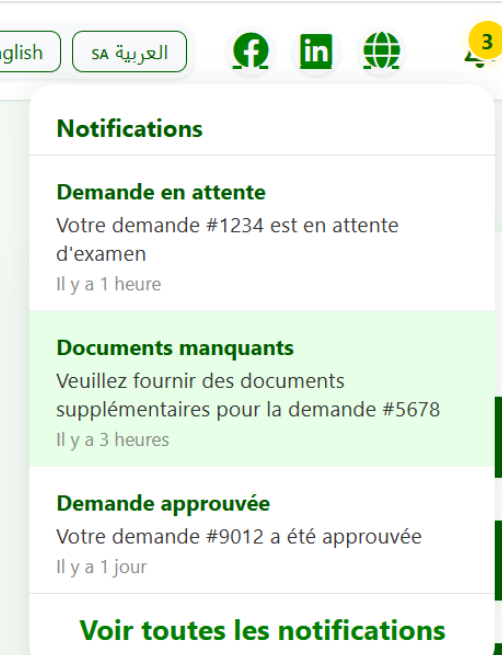 nglish
SA العربية
3
Notifications
Demande en attente
Votre demande #1234 est en attente
d'examen
Il y a 1 heure
Documents manquants
Veuillez fournir des documents
supplémentaires pour la demande #5678
Il y a 3 heures
Demande approuvée
Votre demande #9012 a été approuvée
Il y a 1 jour
Voir toutes les notifications